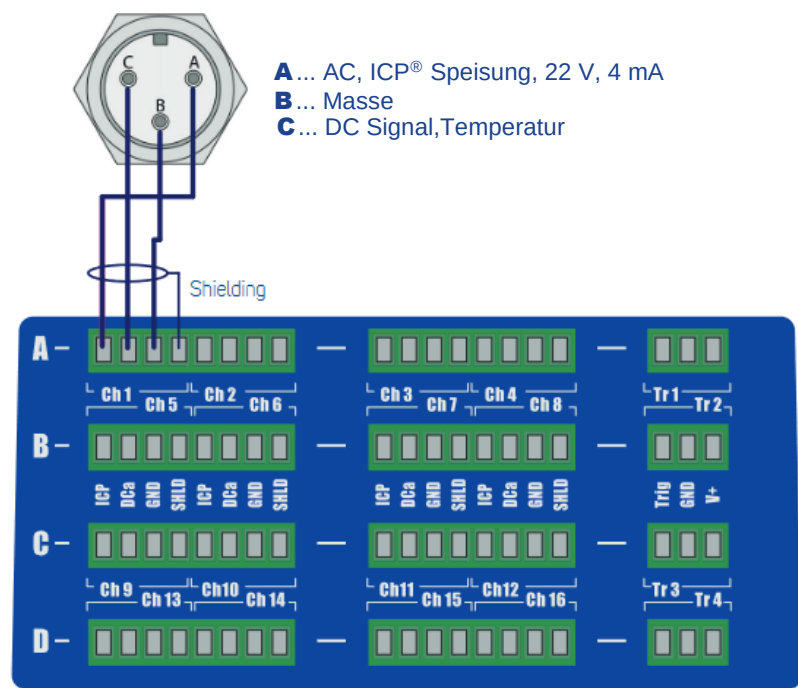 C A
B
A... AC, ICP® Speisung, 22 V, 4 mA
B... Masse
C... DC Signal,Temperatur
Shielding
A –
Ch 1 Ch 2 Ch 3 Ch 4 Tr 1
Ch 5 Ch 6 Ch 7 Ch 8 Tr 2
B –
ICP DCa GND SHLD ICP DCa GND SHLD ICP DCa GND SHLD ICP DCa GND SHLD Trig GND V+
C –
Ch 9 Ch10 Ch11 Ch12 Tr 3
Ch 13 Ch 14 Ch 15 Ch 16 Tr 4
D –